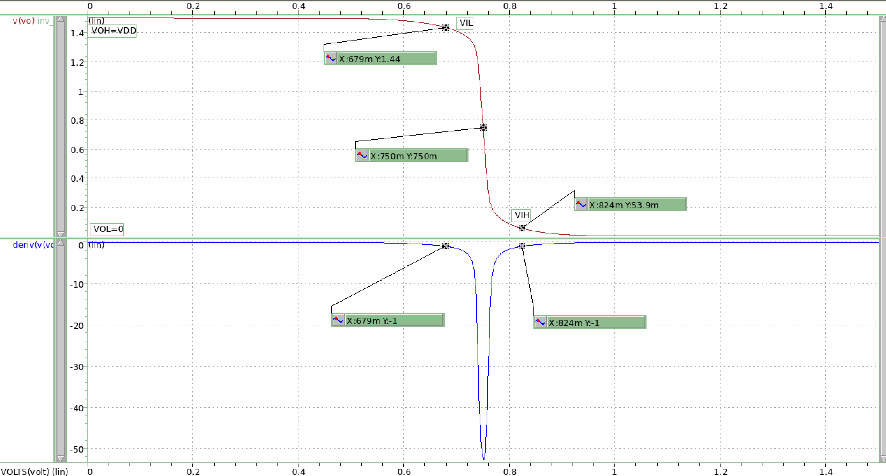 0 0.2 0.4 0.6 0.8 1 1.2 1.4
v(vo) inv_ (lin)
VIL
VOH=VDD
1.4
X:679m Y:1.44
1.2
1
0.8
X:750m Y:750m
0.6
0.4
X:824m Y:53.9m
0.2
VIH
VOL=0
deriv(v(vo (lin)
0
-10
X:679m Y:-1
X:824m Y:-1
-20
-30
-40
-50
VOLTS(volt) (lin) 0 0.2 0.4 0.6 0.8 1 1.2 1.4